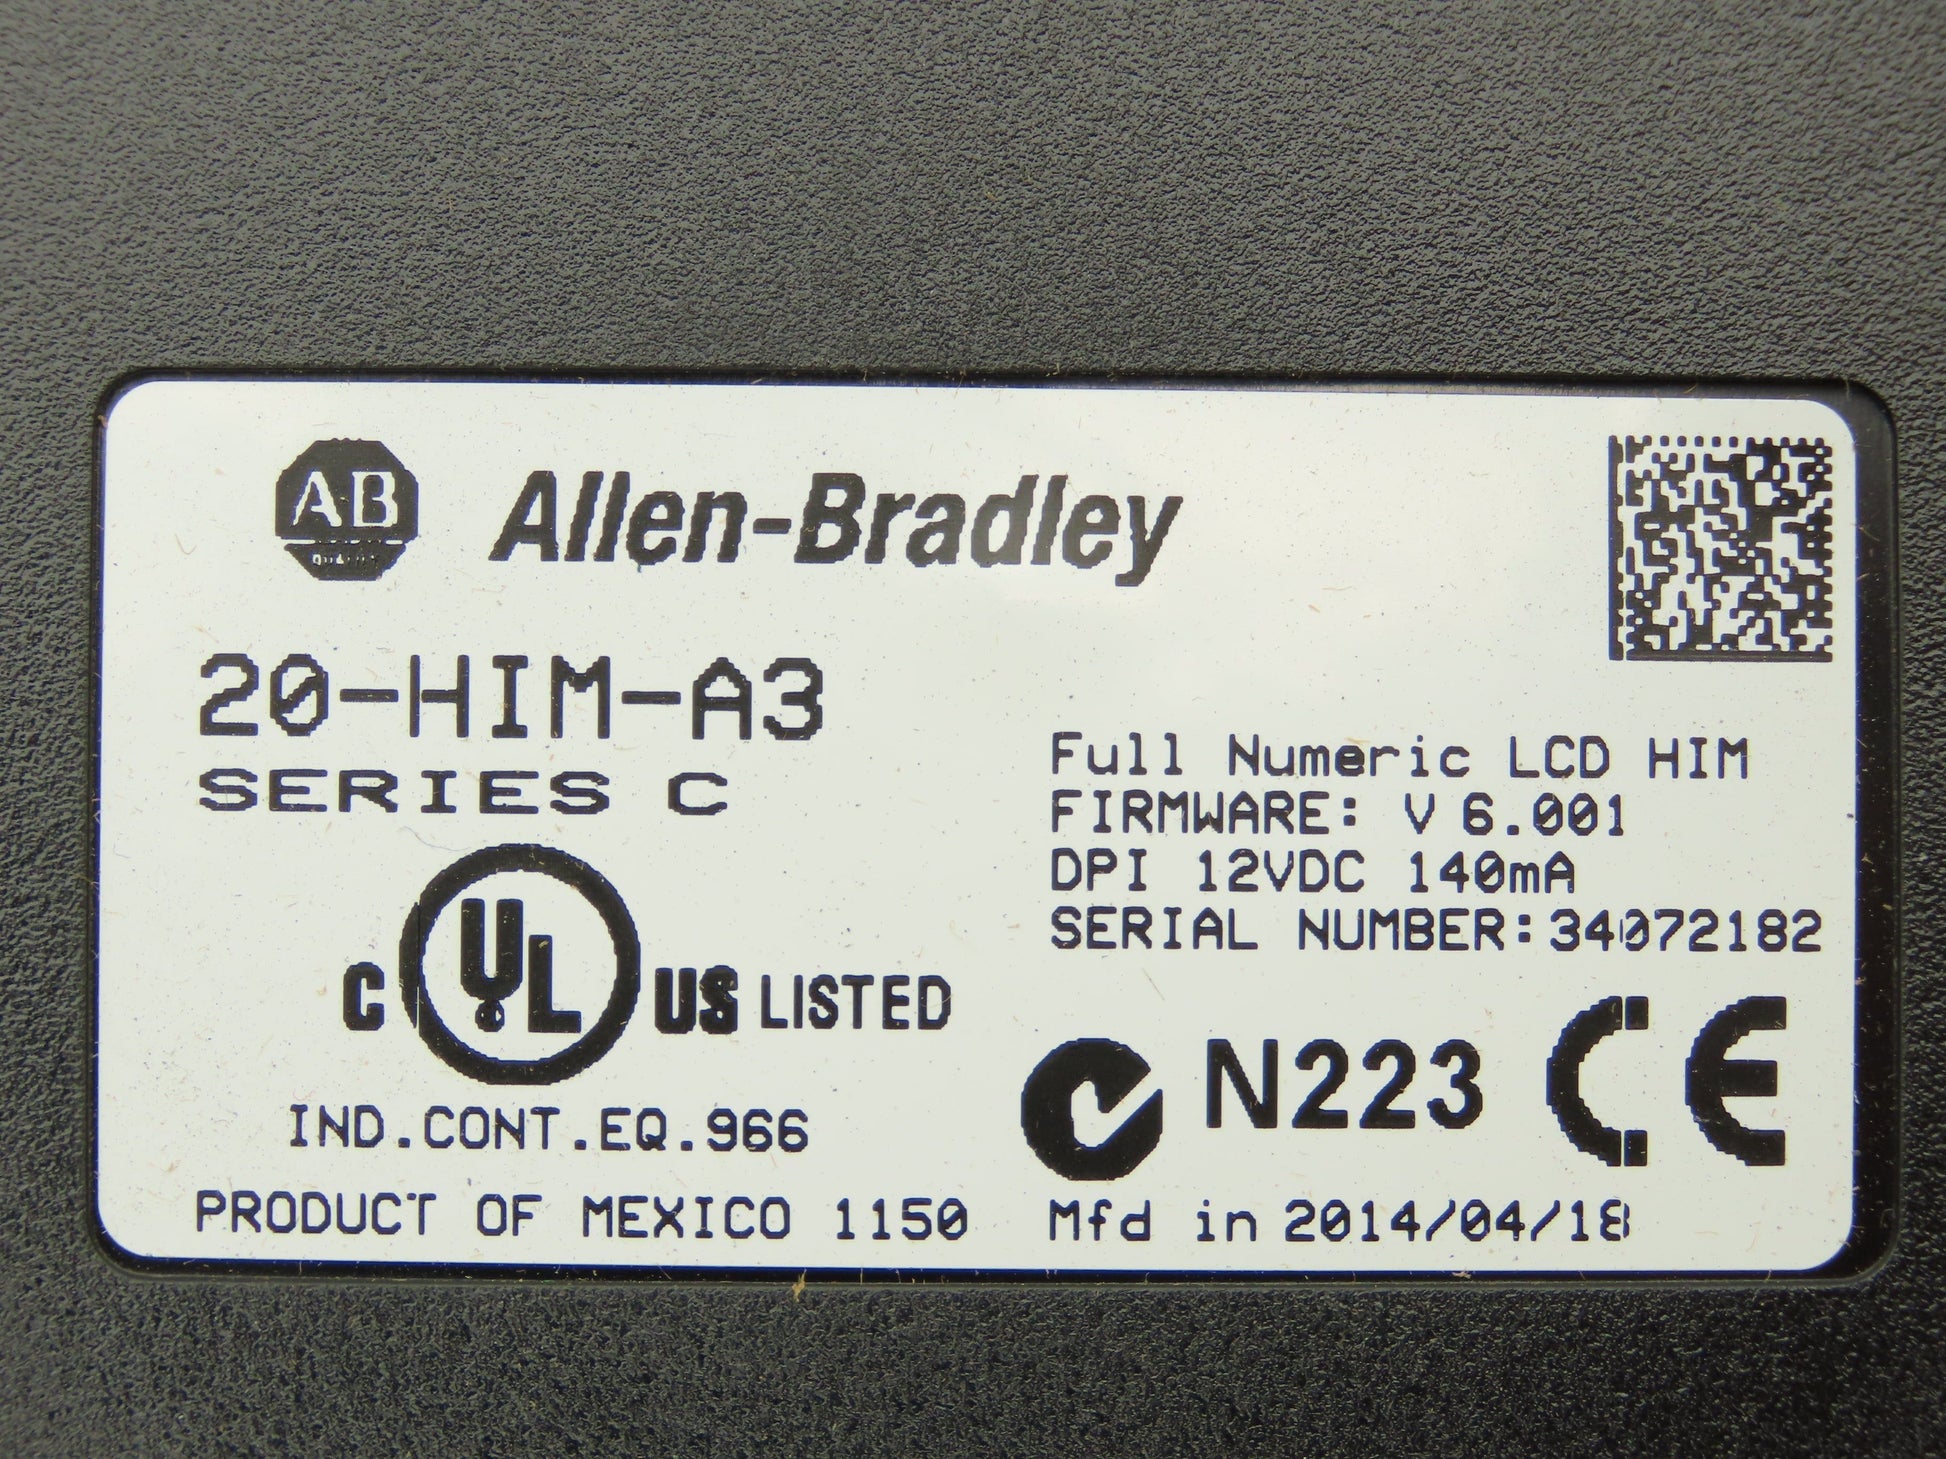 AB
QUALITY
Allen-Bradley
20-HIM-A3
SERIES C
Full Numeric LCD HIM
FIRMWARE: V 6.001
DPI 12VDC 140mA
SERIAL NUMBER:34072182
C UL US LISTED
IND.CONT.EQ.966
N223 CE
PRODUCT OF MEXICO 1150
Mfd in 2014/04/18